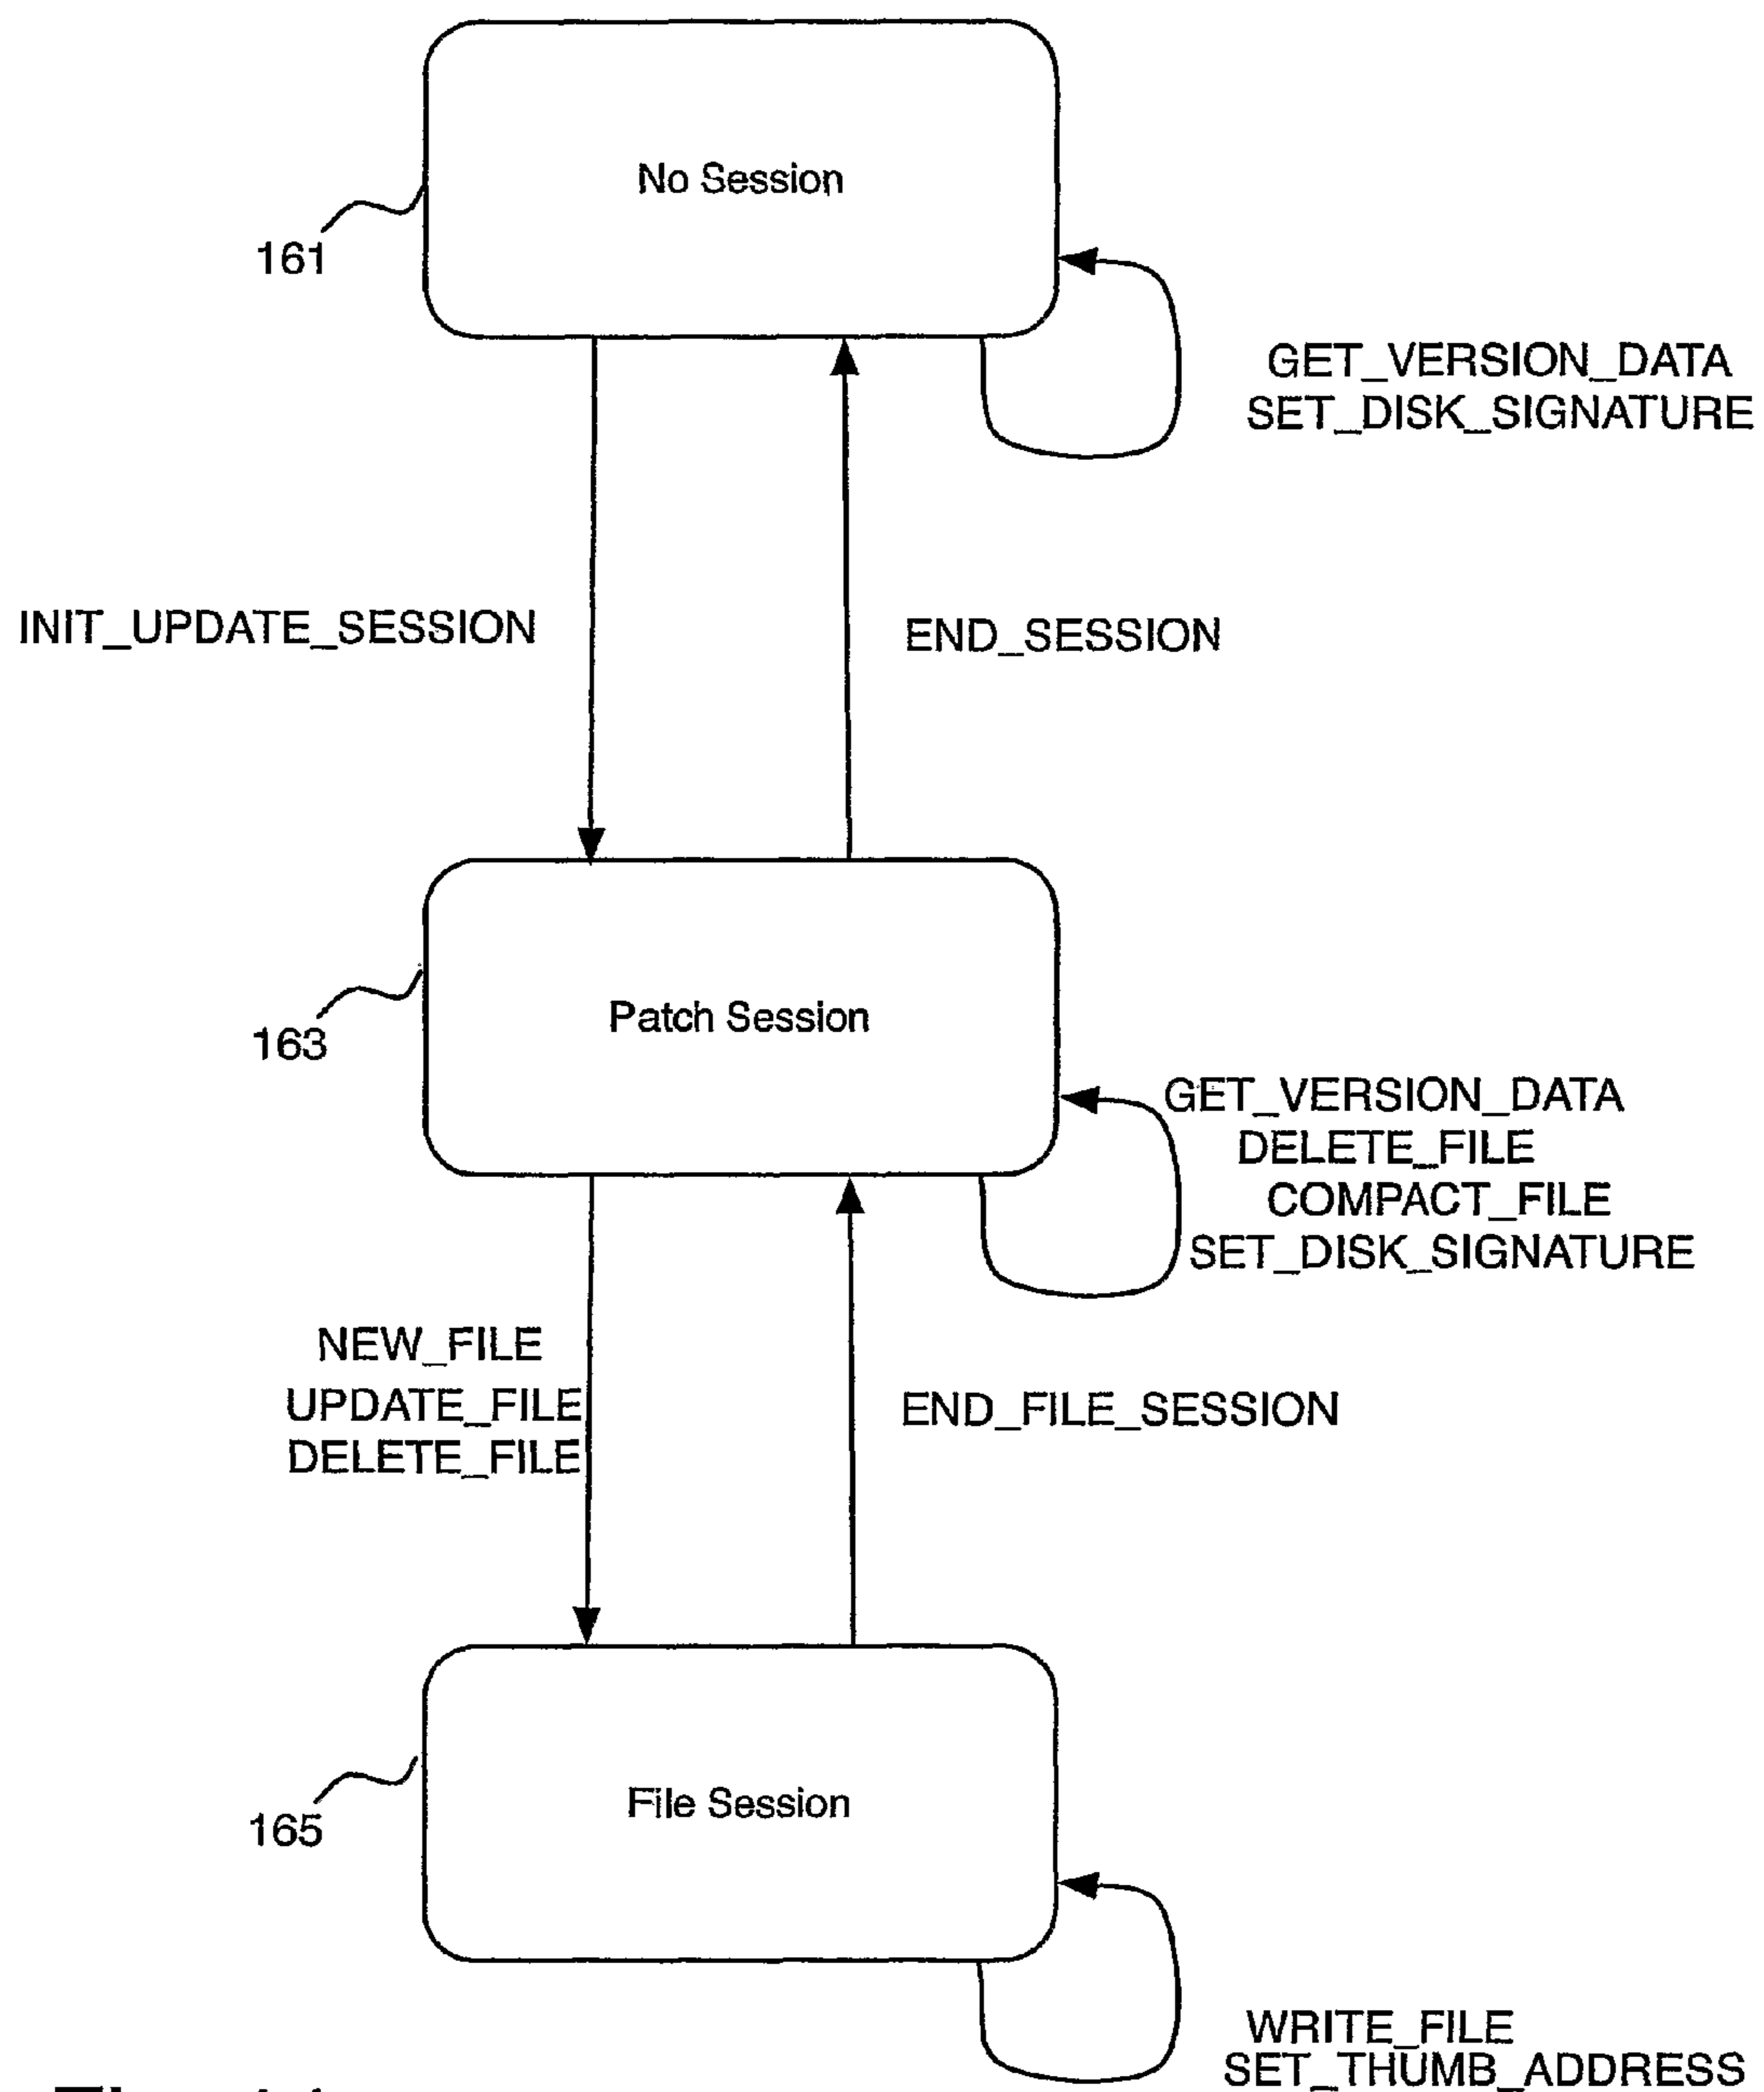 No Session
161
GET_VERSION_DATA
SET_DISK_SIGNATURE
INIT_UPDATE_SESSION
END_SESSION
Patch Session
163
GET_VERSION_DATA
DELETE_FILE
COMPACT_FILE
SET_DISK_SIGNATURE
NEW_FILE
UPDATE_FILE
DELETE_FILE
END_FILE_SESSION
File Session
165
WRITE_FILE
SET_THUMB_ADDRESS